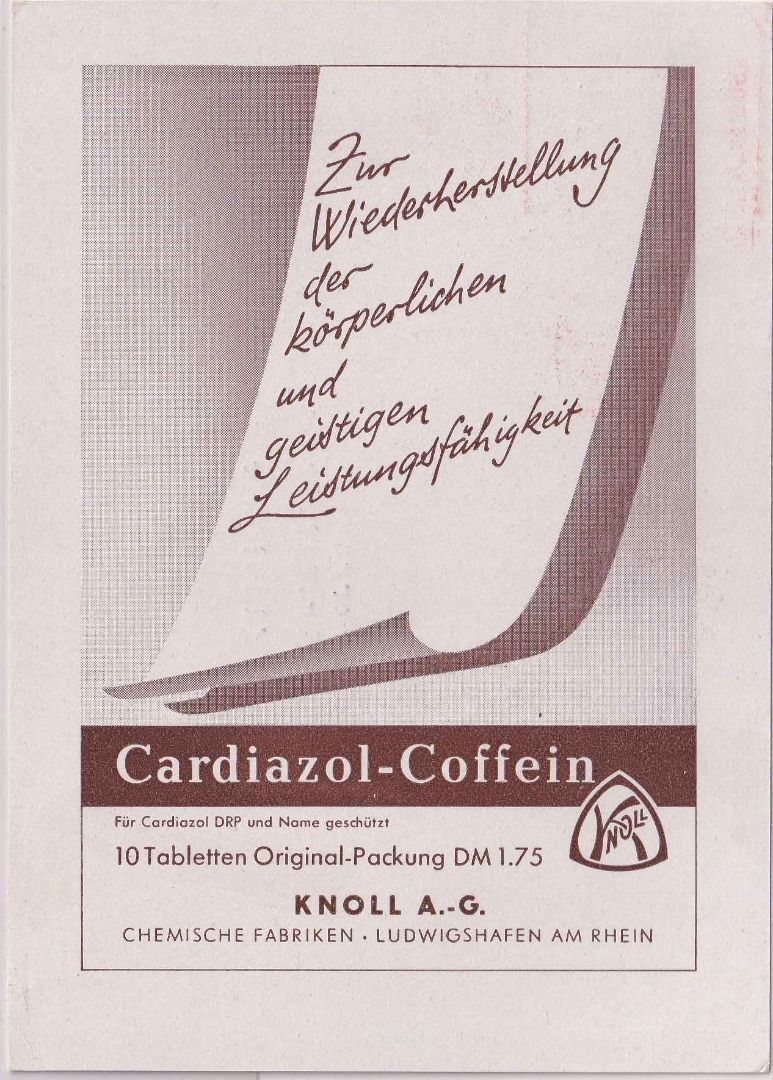 Zur
Wiederherstellung
der
körperlichen
und
geistigen
Leistungsfähigkeit
Cardiazol-Coffein
Für Cardiazol DRP und Name geschützt
10 Tabletten Original-Packung DM 1.75
KNOLL
KNOLL A.-G.
CHEMISCHE FABRIKEN · LUDWIGSHAFEN AM RHEIN